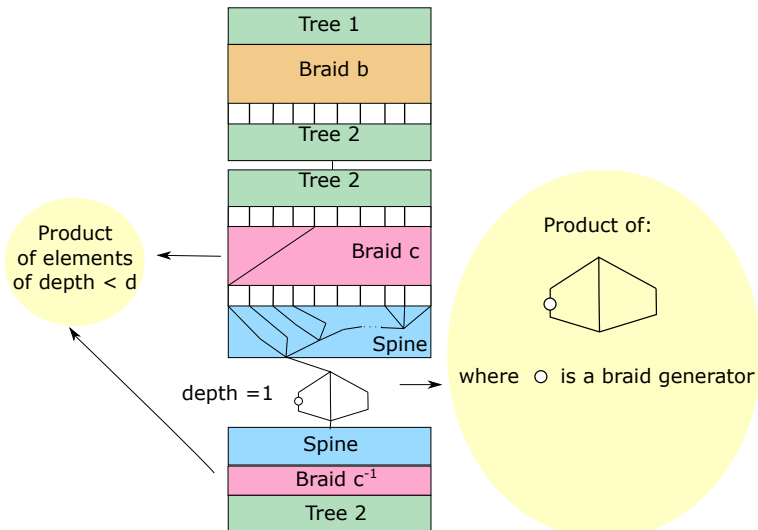 Tree 1
Braid b
Tree 2
Tree 2
Braid c
Spine
depth =1
Spine
Braid c⁻¹
Tree 2
Product
of elements
of depth < d
Product of:
where is a braid generator